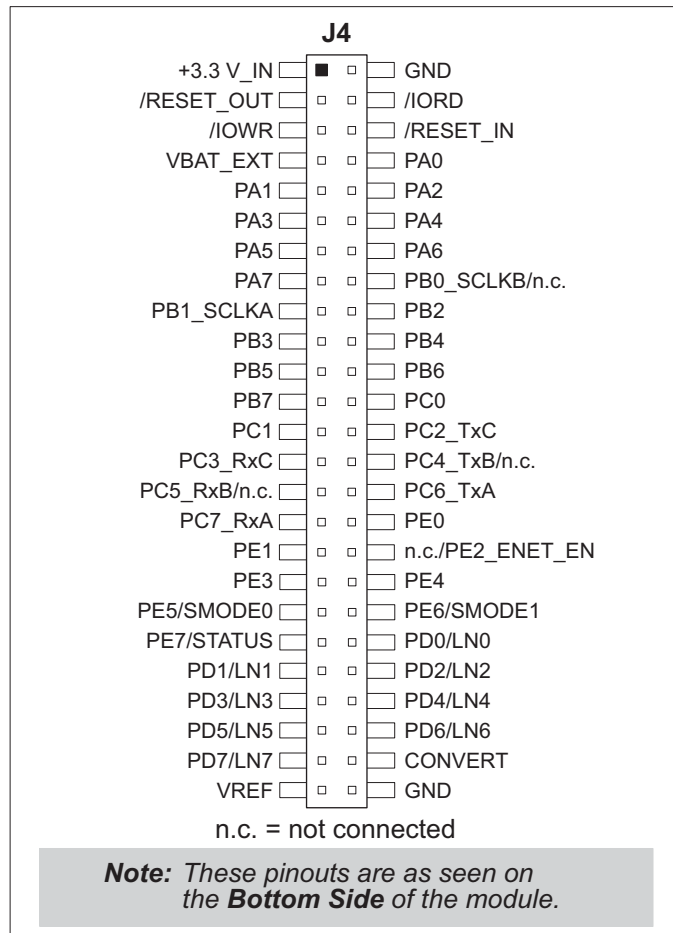 J4
+3.3 V_IN GND
/RESET_OUT /IORD
/IOWR /RESET_IN
VBAT_EXT PA0
PA1 PA2
PA3 PA4
PA5 PA6
PA7 PB0_SCLKB/n.c.
PB1_SCLKA PB2
PB3 PB4
PB5 PB6
PB7 PC0
PC1 PC2_TxC
PC3_RxC PC4_TxB/n.c.
PC5_RxB/n.c. PC6_TxA
PC7_RxA PE0
PE1 n.c./PE2_ENET_EN
PE3 PE4
PE5/SMODE0 PE6/SMODE1
PE7/STATUS PD0/LN0
PD1/LN1 PD2/LN2
PD3/LN3 PD4/LN4
PD5/LN5 PD6/LN6
PD7/LN7 CONVERT
VREF GND
n.c. = not connected
Note: These pinouts are as seen on
the Bottom Side of the module.